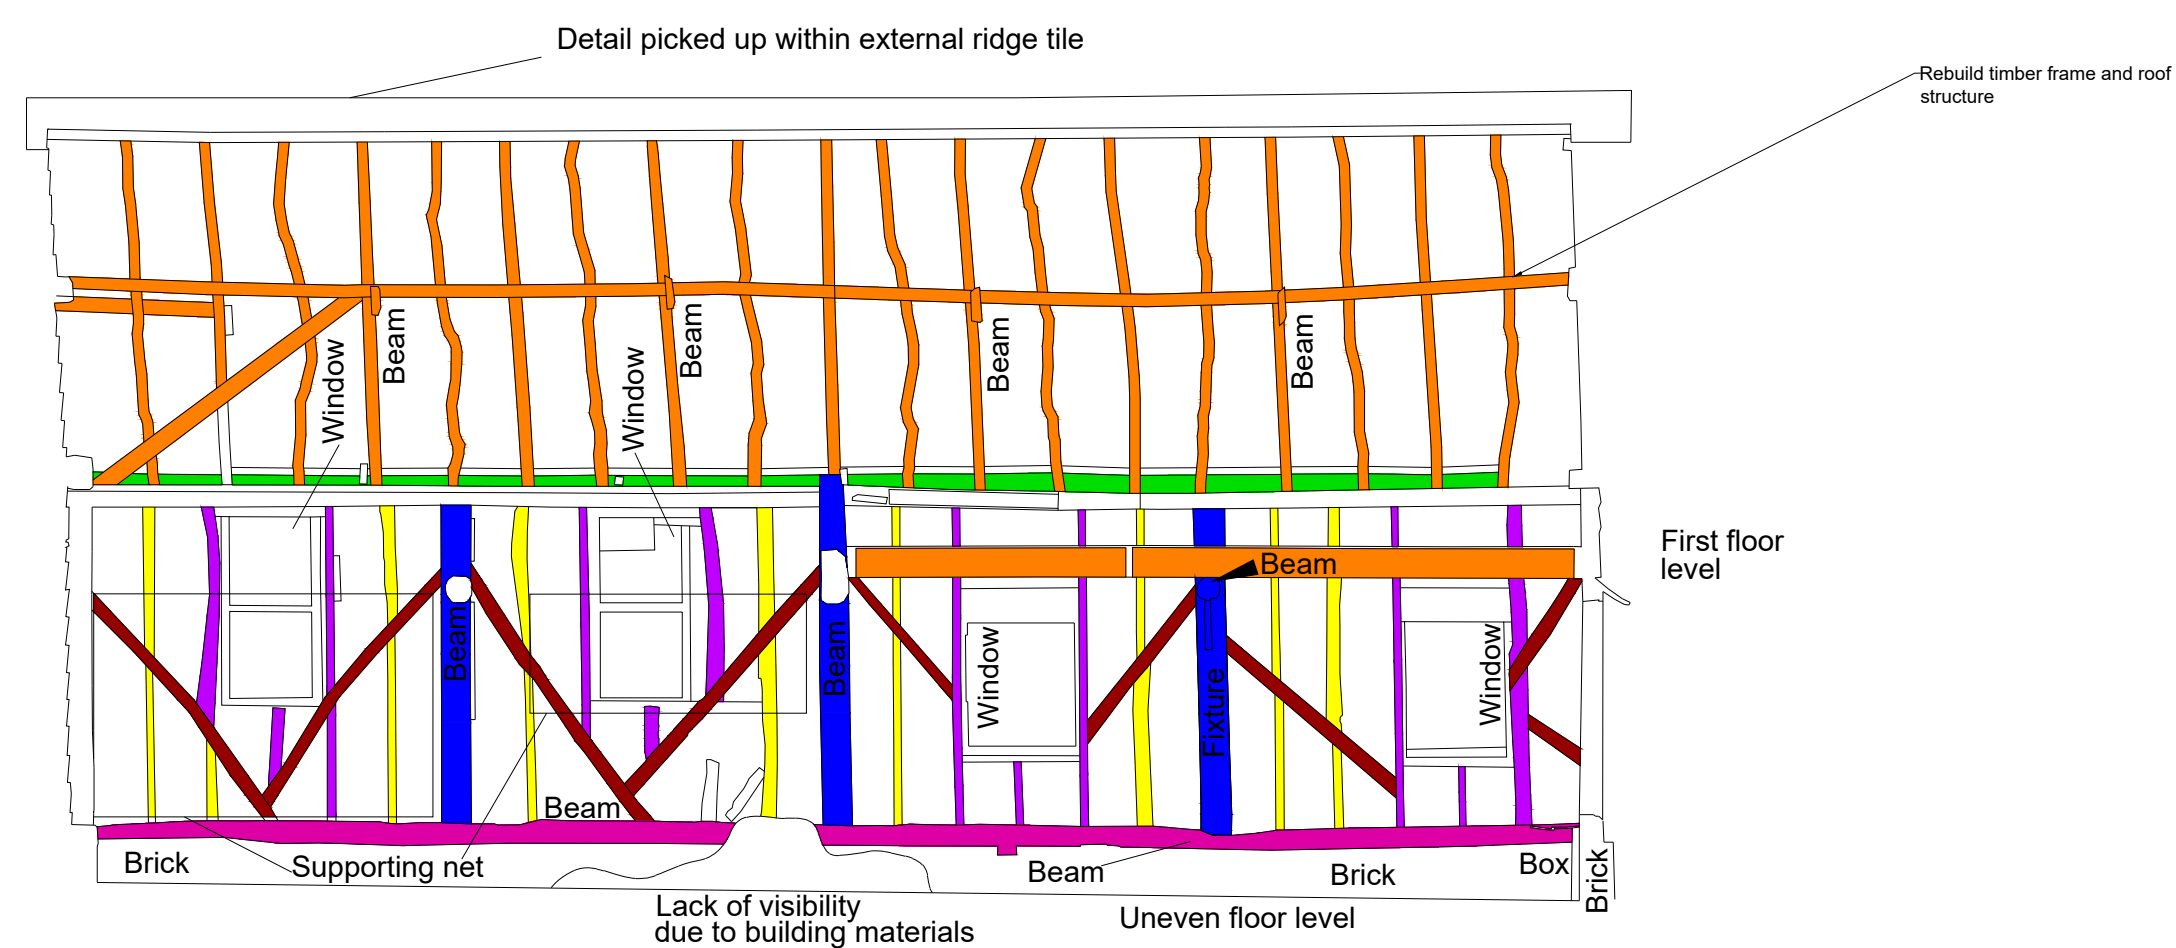 Detail picked up within external ridge tile
Rebuild timber frame and roof
structure
Window
Beam
Window
Beam
Beam
Beam
First floor
level
Beam
Beam
Beam
Window
Fixture
Window
Beam
Brick
Supporting net
Beam
Brick
Box
Brick
Lack of visibility
due to building materials
Uneven floor level